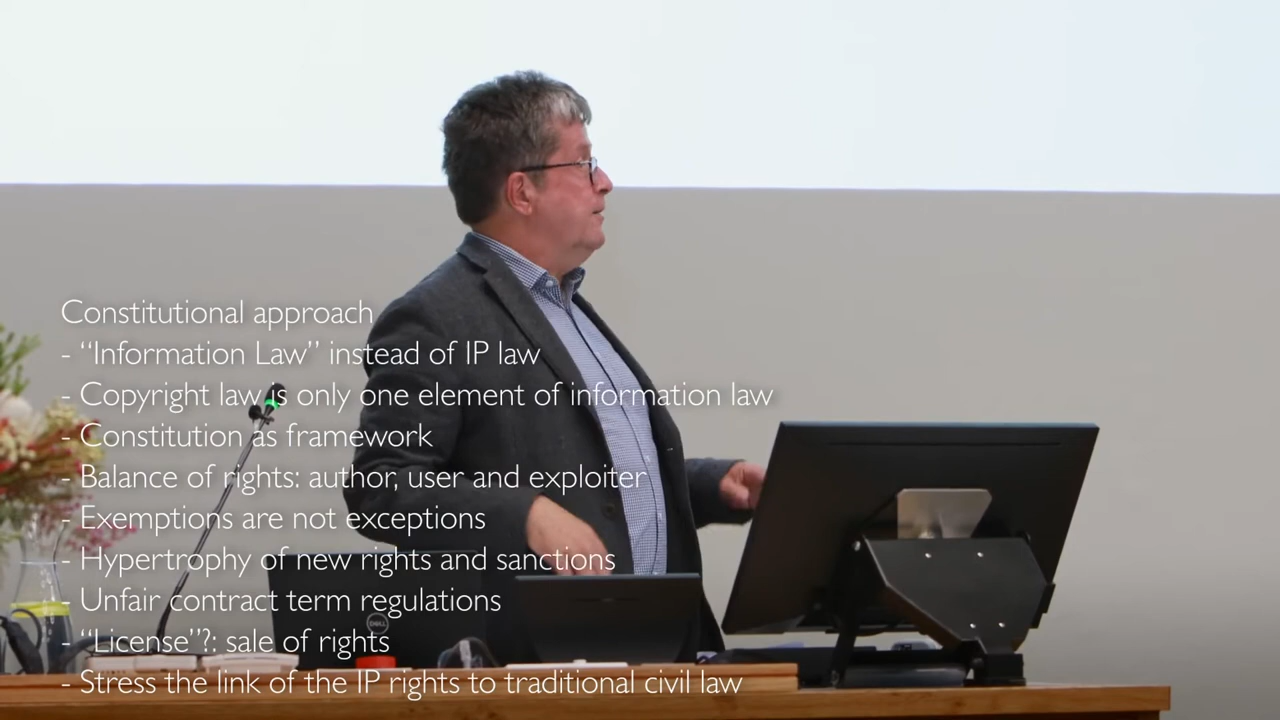 Constitutional approach
- “Information Law” instead of IP law
- Copyright law is only one element of information law
- Constitution as framework
- Balance of rights: author, user and exploiter
- Exemptions are not exceptions
- Hypertrophy of new rights and sanctions
- Unfair contract term regulations
DELL
- “License”?: sale of rights
- Stress the link of the IP rights to traditional civil law